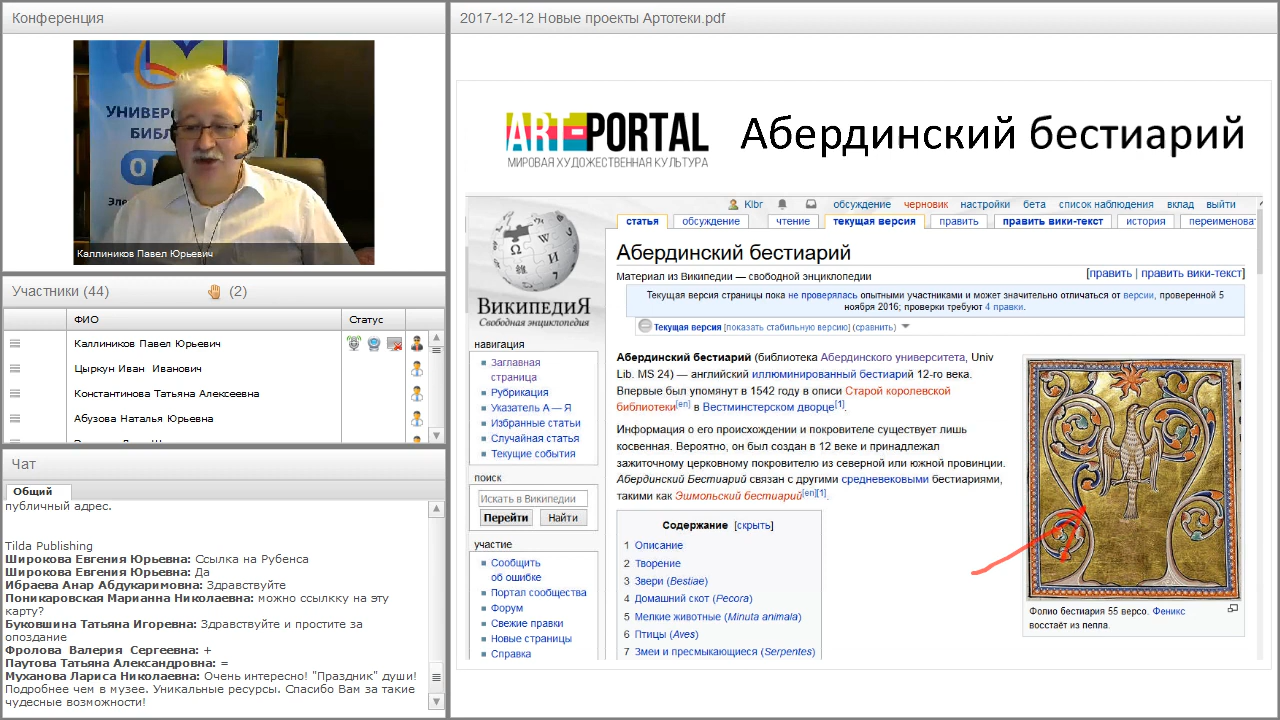 Конференция
УНИВЕР
БИБЛ
Каллиников Павел Юрьевич
Участники (44)
(2)
ФИО
Статус
Каллиников Павел Юрьевич
Цыркун Иван Иванович
Константинова Татьяна Алексеевна
Абузова Наталья Юрьевна
Чат
Общий
публичный адрес.
Tilda Publishing
Широкова Евгения Юрьевна: Ссылка на Рубенса
Широкова Евгения Юрьевна: Да
Ибраева Анар Абдукаримовна: Здравствуйте
Поникаровская Марианна Николаевна: можно ссылкку на эту
карту?
Буковшина Татьяна Игоревна: Здравствуйте и простите за
опоздание
Фролова Валерия Сергеевна: +
Паутова Татьяна Александровна: =
Муханова Лариса Николаевна: Очень интересно! "Праздник" души!
Подробнее чем в музее. Уникальные ресурсы. Спасибо Вам за такие
чудесные возможности!
2017-12-12 Новые проекты Артотеки.pdf
ART-PORTAL
МИРОВАЯ ХУДОЖЕСТВЕННАЯ КУЛЬТУРА
Абердинский бестиарий
Kibr обсуждение черновик настройки бета список наблюдения вклад выйти
статья обсуждение чтение текущая версия править править вики-текст история переименоват
ВикипедиЯ
Свободная энциклопедия
навигация
Заглавная
страница
Рубрикация
Указатель А — Я
Избранные статьи
Случайная статья
Текущие события
поиск
Искать в Википедии
Перейти Найти
участие
Сообщить
об ошибке
Портал сообщества
Форум
Свежие правки
Новые страницы
Справка
Абердинский бестиарий
Материал из Википедии — свободной энциклопедии
[править | править вики-текст]
Текущая версия страницы пока не проверялась опытными участниками и может значительно отличаться от версии, проверенной 5
ноября 2016; проверки требуют 4 правки.
Текущая версия [показать стабильную версию] (сравнить)
Абердинский бестиарий (библиотека Абердинского университета, Univ
Lib. MS 24) — английский иллюминированный бестиарий 12-го века.
Впервые был упомянут в 1542 году в описи Старой королевской
библиотеки[en] в Вестминстерском дворце[1].
Информация о его происхождении и покровителе существует лишь
косвенная. Вероятно, он был создан в 12 веке и принадлежал
зажиточному церковному покровителю из северной или южной провинции.
Абердинский Бестиарий связан с другими средневековыми бестиариями,
такими как Эшмольский бестиарий[en][1].
Содержание [скрыть]
1 Описание
2 Творение
3 Звери (Bestiae)
4 Домашний скот (Pecora)
5 Мелкие животные (Minuta animala)
6 Птицы (Aves)
7 Змеи и пресмыкающиеся (Serpentes)
Фолио бестиария 55 версо. Феникс
восстаёт из пепла.